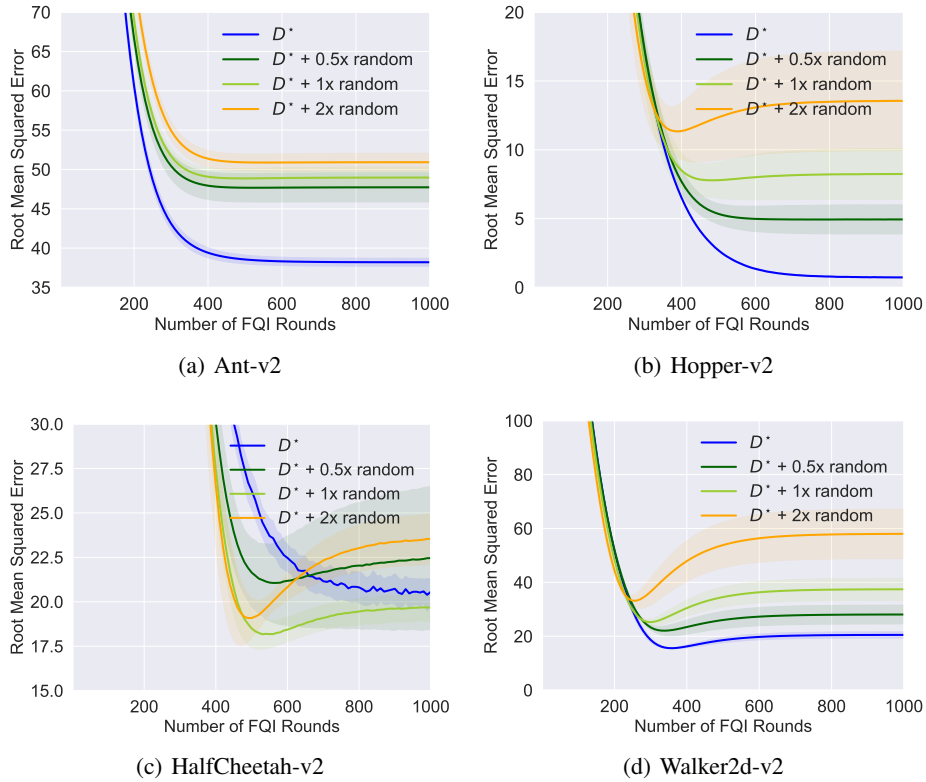 70
65
60
55
50
45
40
35
Root Mean Squared Error
D* 
D* + 0.5x random
D* + 1x random
D* + 2x random
200 400 600 800 1000
Number of FQI Rounds
(a) Ant-v2
20
15
10
5
0
Root Mean Squared Error
D*
D* + 0.5x random
D* + 1x random
D* + 2x random
200 400 600 800 1000
Number of FQI Rounds
(b) Hopper-v2
30.0
27.5
25.0
22.5
20.0
17.5
15.0
Root Mean Squared Error
D*
D* + 0.5x random
D* + 1x random
D* + 2x random
200 400 600 800 1000
Number of FQI Rounds
(c) HalfCheetah-v2
100
80
60
40
20
0
Root Mean Squared Error
D*
D* + 0.5x random
D* + 1x random
D* + 2x random
200 400 600 800 1000
Number of FQI Rounds
(d) Walker2d-v2